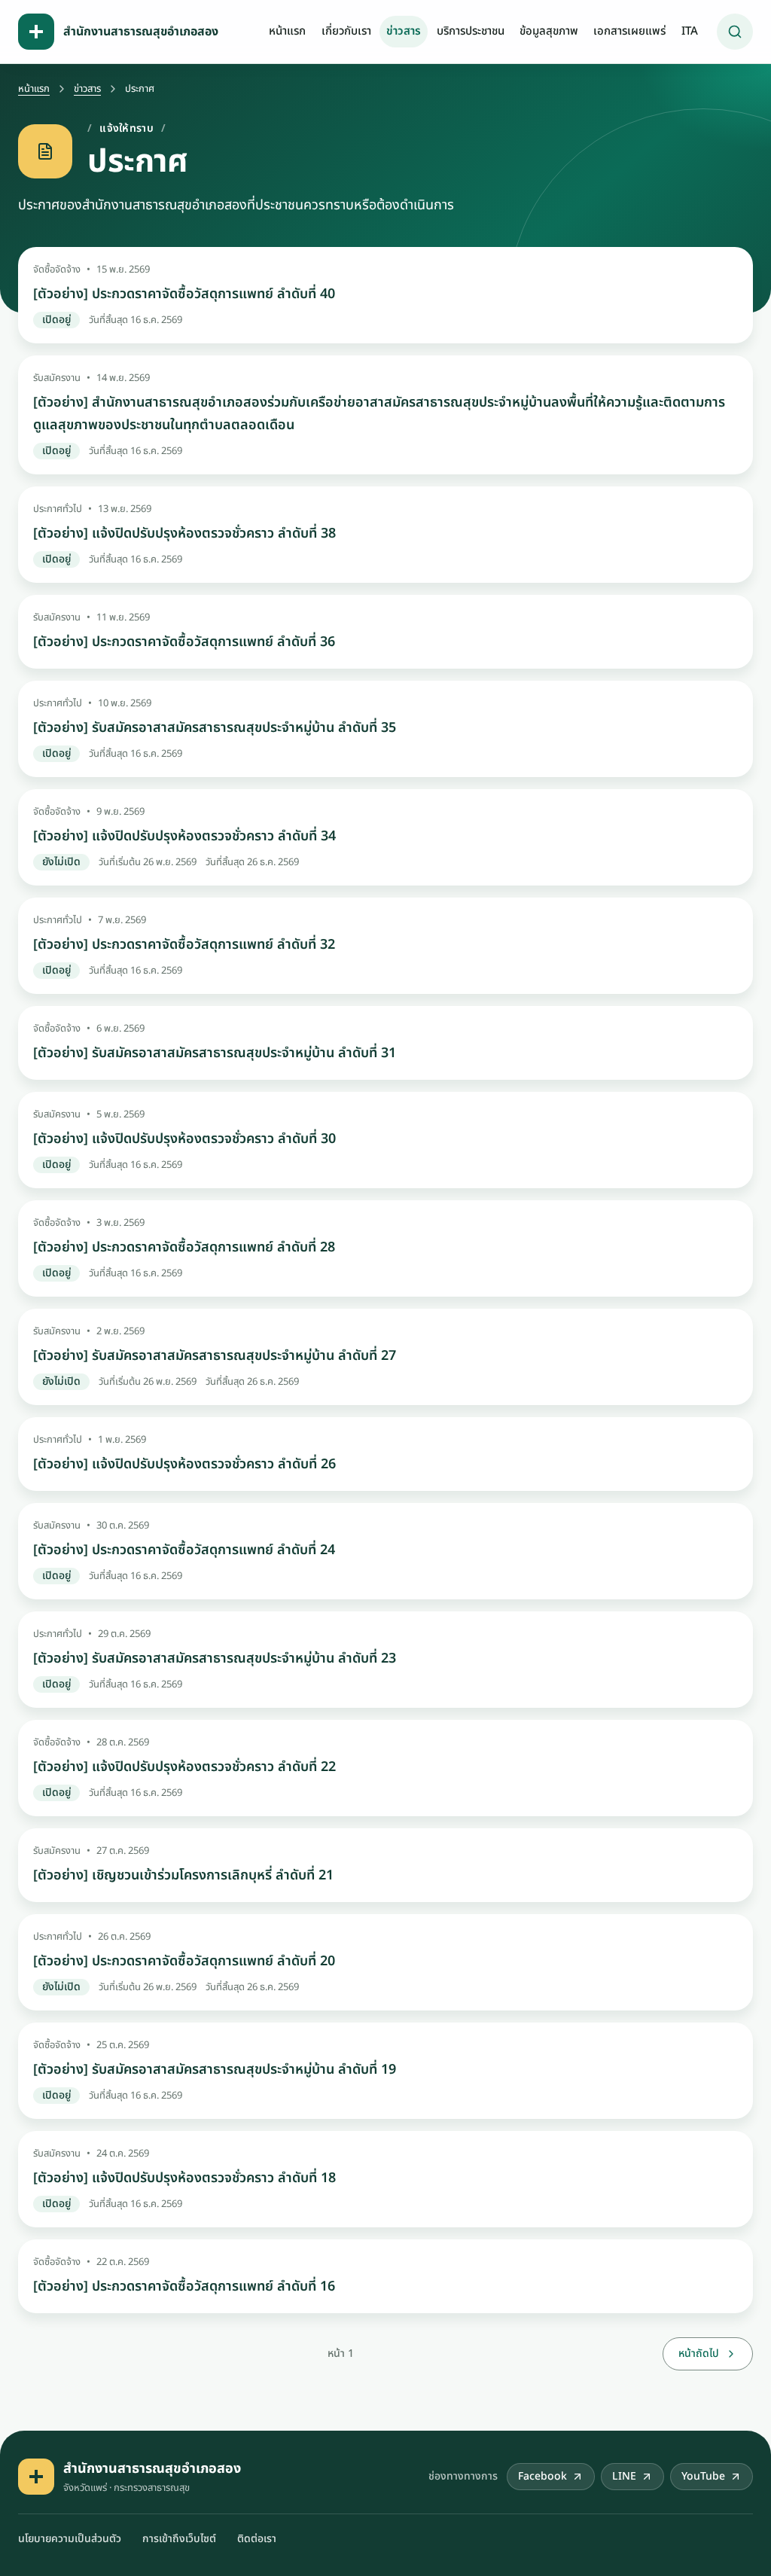 สำนักงานสาธารณสุขอำเภอสอง
หน้าแรก เกี่ยวกับเรา ข่าวสาร บริการประชาชน ข้อมูลสุขภาพ เอกสารเผยแพร่ ITA
หน้าแรก > ข่าวสาร > ประกาศ
/ แจ้งให้ทราบ /
ประกาศ
ประกาศของสำนักงานสาธารณสุขอำเภอสองที่ประชาชนควรทราบหรือต้องดำเนินการ
จัดซื้อจัดจ้าง • 15 พ.ย. 2569
[ตัวอย่าง] ประกวดราคาจัดซื้อวัสดุการแพทย์ ลำดับที่ 40
เปิดอยู่ วันที่สิ้นสุด 16 ธ.ค. 2569
รับสมัครงาน • 14 พ.ย. 2569
[ตัวอย่าง] สำนักงานสาธารณสุขอำเภอสองร่วมกับเครือข่ายอาสาสมัครสาธารณสุขประจำหมู่บ้านลงพื้นที่ให้ความรู้และติดตามการ
ดูแลสุขภาพของประชาชนในทุกตำบลตลอดเดือน
เปิดอยู่ วันที่สิ้นสุด 16 ธ.ค. 2569
ประกาศทั่วไป • 13 พ.ย. 2569
[ตัวอย่าง] แจ้งปิดปรับปรุงห้องตรวจชั่วคราว ลำดับที่ 38
เปิดอยู่ วันที่สิ้นสุด 16 ธ.ค. 2569
รับสมัครงาน • 11 พ.ย. 2569
[ตัวอย่าง] ประกวดราคาจัดซื้อวัสดุการแพทย์ ลำดับที่ 36
ประกาศทั่วไป • 10 พ.ย. 2569
[ตัวอย่าง] รับสมัครอาสาสมัครสาธารณสุขประจำหมู่บ้าน ลำดับที่ 35
เปิดอยู่ วันที่สิ้นสุด 16 ธ.ค. 2569
จัดซื้อจัดจ้าง • 9 พ.ย. 2569
[ตัวอย่าง] แจ้งปิดปรับปรุงห้องตรวจชั่วคราว ลำดับที่ 34
ยังไม่เปิด วันที่เริ่มต้น 26 พ.ย. 2569 วันที่สิ้นสุด 26 ธ.ค. 2569
ประกาศทั่วไป • 7 พ.ย. 2569
[ตัวอย่าง] ประกวดราคาจัดซื้อวัสดุการแพทย์ ลำดับที่ 32
เปิดอยู่ วันที่สิ้นสุด 16 ธ.ค. 2569
จัดซื้อจัดจ้าง • 6 พ.ย. 2569
[ตัวอย่าง] รับสมัครอาสาสมัครสาธารณสุขประจำหมู่บ้าน ลำดับที่ 31
รับสมัครงาน • 5 พ.ย. 2569
[ตัวอย่าง] แจ้งปิดปรับปรุงห้องตรวจชั่วคราว ลำดับที่ 30
เปิดอยู่ วันที่สิ้นสุด 16 ธ.ค. 2569
จัดซื้อจัดจ้าง • 3 พ.ย. 2569
[ตัวอย่าง] ประกวดราคาจัดซื้อวัสดุการแพทย์ ลำดับที่ 28
เปิดอยู่ วันที่สิ้นสุด 16 ธ.ค. 2569
รับสมัครงาน • 2 พ.ย. 2569
[ตัวอย่าง] รับสมัครอาสาสมัครสาธารณสุขประจำหมู่บ้าน ลำดับที่ 27
ยังไม่เปิด วันที่เริ่มต้น 26 พ.ย. 2569 วันที่สิ้นสุด 26 ธ.ค. 2569
ประกาศทั่วไป • 1 พ.ย. 2569
[ตัวอย่าง] แจ้งปิดปรับปรุงห้องตรวจชั่วคราว ลำดับที่ 26
รับสมัครงาน • 30 ต.ค. 2569
[ตัวอย่าง] ประกวดราคาจัดซื้อวัสดุการแพทย์ ลำดับที่ 24
เปิดอยู่ วันที่สิ้นสุด 16 ธ.ค. 2569
ประกาศทั่วไป • 29 ต.ค. 2569
[ตัวอย่าง] รับสมัครอาสาสมัครสาธารณสุขประจำหมู่บ้าน ลำดับที่ 23
เปิดอยู่ วันที่สิ้นสุด 16 ธ.ค. 2569
จัดซื้อจัดจ้าง • 28 ต.ค. 2569
[ตัวอย่าง] แจ้งปิดปรับปรุงห้องตรวจชั่วคราว ลำดับที่ 22
เปิดอยู่ วันที่สิ้นสุด 16 ธ.ค. 2569
รับสมัครงาน • 27 ต.ค. 2569
[ตัวอย่าง] เชิญชวนเข้าร่วมโครงการเลิกบุหรี่ ลำดับที่ 21
ประกาศทั่วไป • 26 ต.ค. 2569
[ตัวอย่าง] ประกวดราคาจัดซื้อวัสดุการแพทย์ ลำดับที่ 20
ยังไม่เปิด วันที่เริ่มต้น 26 พ.ย. 2569 วันที่สิ้นสุด 26 ธ.ค. 2569
จัดซื้อจัดจ้าง • 25 ต.ค. 2569
[ตัวอย่าง] รับสมัครอาสาสมัครสาธารณสุขประจำหมู่บ้าน ลำดับที่ 19
เปิดอยู่ วันที่สิ้นสุด 16 ธ.ค. 2569
รับสมัครงาน • 24 ต.ค. 2569
[ตัวอย่าง] แจ้งปิดปรับปรุงห้องตรวจชั่วคราว ลำดับที่ 18
เปิดอยู่ วันที่สิ้นสุด 16 ธ.ค. 2569
จัดซื้อจัดจ้าง • 22 ต.ค. 2569
[ตัวอย่าง] ประกวดราคาจัดซื้อวัสดุการแพทย์ ลำดับที่ 16
หน้า 1 หน้าถัดไป
สำนักงานสาธารณสุขอำเภอสอง
จังหวัดแพร่ · กระทรวงสาธารณสุข
ช่องทางทางการ Facebook LINE YouTube
นโยบายความเป็นส่วนตัว การเข้าถึงเว็บไซต์ ติดต่อเรา